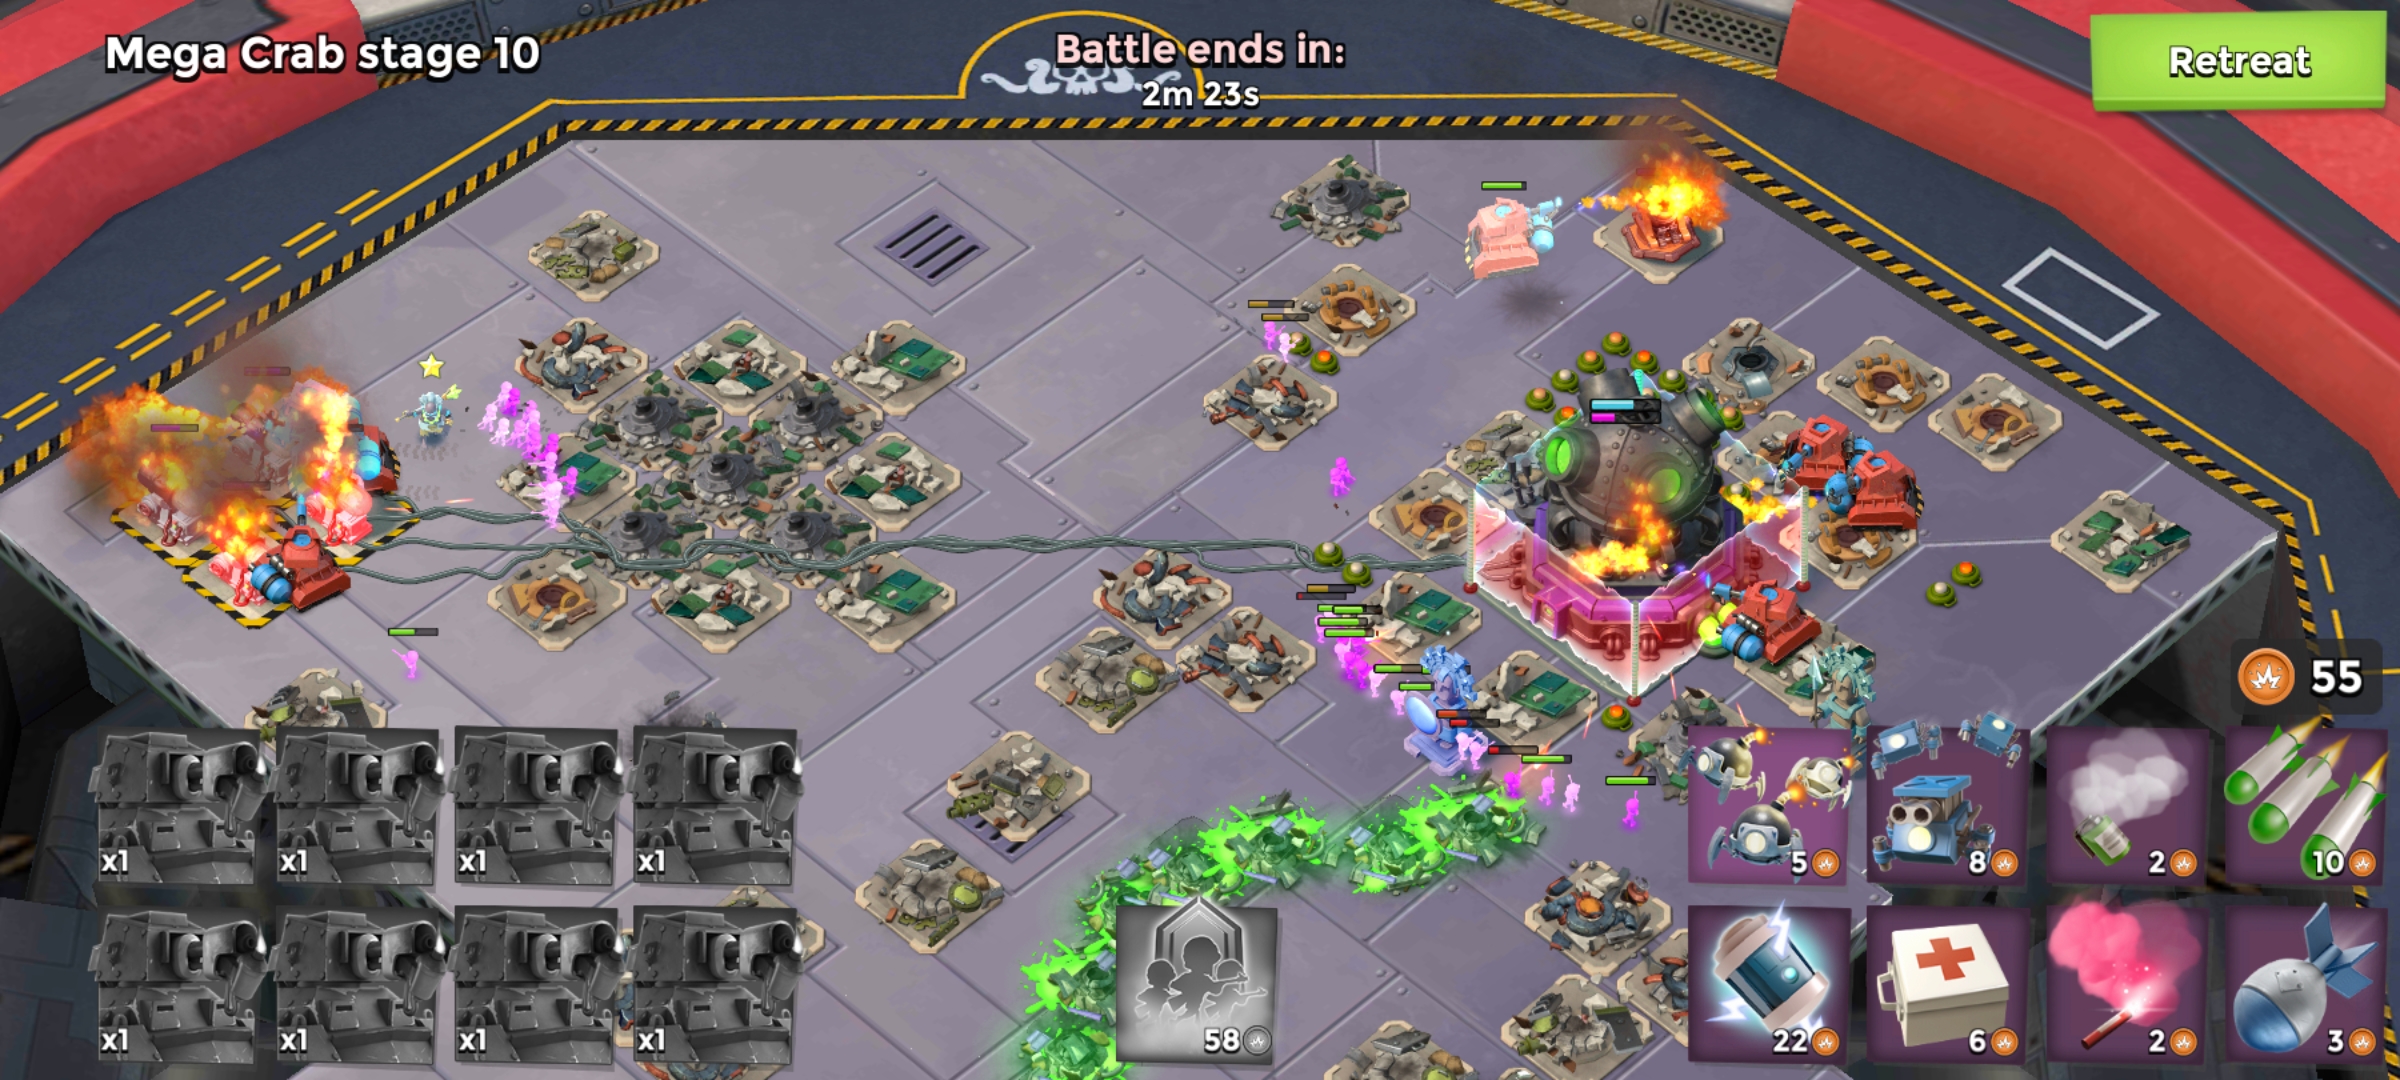 Mega Crab stage 10
Battle ends in:
2m 23s
Retreat
55
x1
x1
x1
x1
5
8
2
10
x1
x1
x1
x1
58
22
6
2
3